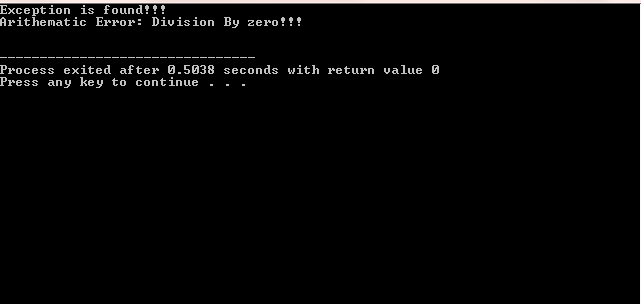 Exception is found!!!
Arithematic Error: Division By zero!!!
--------------------------------
Process exited after 0.5038 seconds with return value 0
Press any key to continue . . .